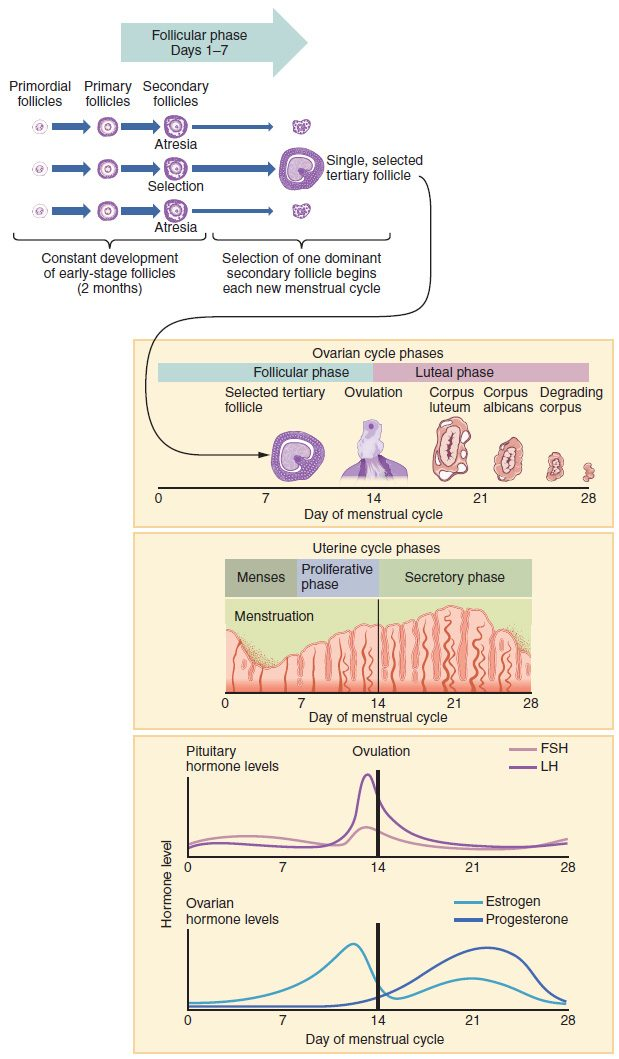 Follicular phase
Days 1–7
Primordial
follicles
Primary
follicles
Secondary
follicles
Atresia
Selection
Atresia
Single, selected
tertiary follicle
Constant development
of early-stage follicles
(2 months)
Selection of one dominant
secondary follicle begins
each new menstrual cycle
Ovarian cycle phases
Follicular phase
Luteal phase
Selected tertiary
follicle
Ovulation
Corpus
luteum
Corpus
albicans
Degrading
corpus
0 7 14 21 28
Day of menstrual cycle
Uterine cycle phases
Menses
Proliferative
phase
Secretory phase
Menstruation
0 7 14 21 28
Day of menstrual cycle
Pituitary
hormone levels
Ovulation
FSH
LH
0 7 14 21 28
Hormone level
Ovarian
hormone levels
Estrogen
Progesterone
0 7 14 21 28
Day of menstrual cycle